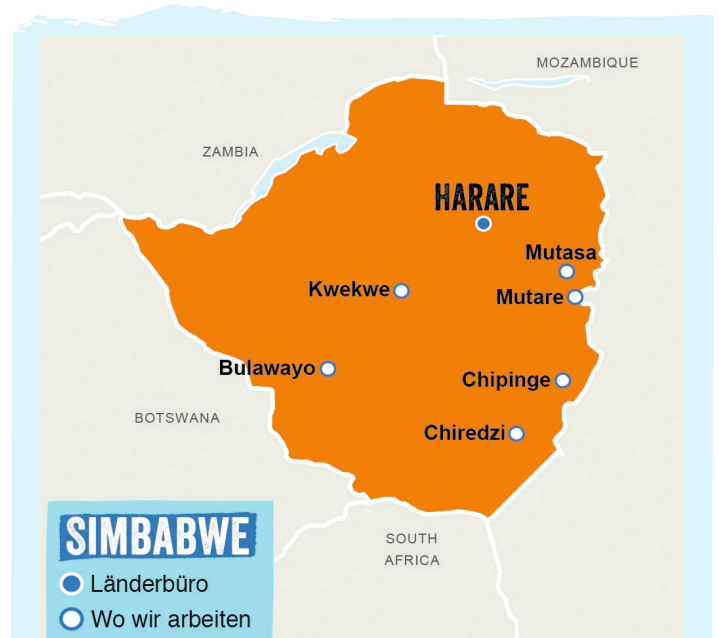 MOZAMBIQUE
ZAMBIA
HARARE
Mutasa
Kwekwe
Mutare
Bulawayo
Chipinge
BOTSWANA
Chiredzi
SIMBABWE
SOUTH
AFRICA
Länderbüro
Wo wir arbeiten